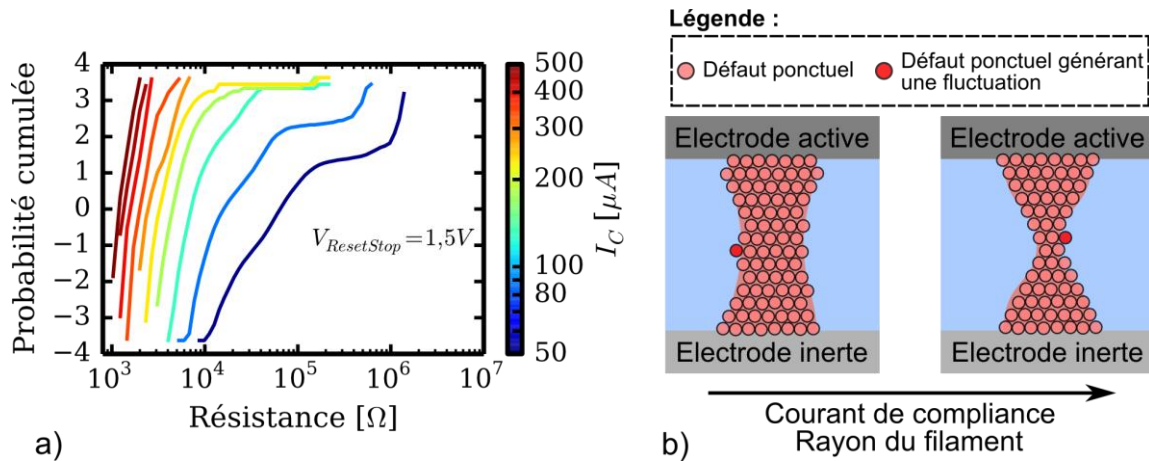 Probabilité cumulée
4
3
2
1
0
−1
−2
−3
−4
10³
10⁴
10⁵
10⁶
10⁷
Résistance [Ω]
V_ResetStop=1,5V
500
400
300
200
100
80
50
I_C [μA]
a)
Légende :
Défaut ponctuel
Défaut ponctuel générant
une fluctuation
Electrode active
Electrode inerte
Electrode active
Electrode inerte
Courant de compliance
Rayon du filament
b)